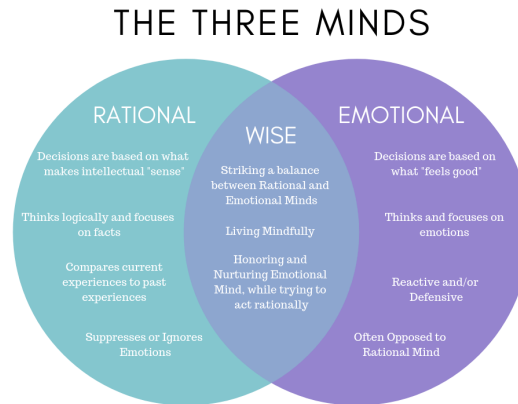 THE THREE MINDS
RATIONAL
Decisions are based on what
makes intellectual "sense"
Thinks logically and focuses
on facts
Compares current
experiences to past
experiences
Suppresses or Ignores
Emotions
WISE
Striking a balance
between Rational and
Emotional Minds
Living Mindfully
Honoring and
Nurturing Emotional
Mind, while trying to
act rationally
EMOTIONAL
Decisions are based on
what "feels good"
Thinks and focuses on
emotions
Reactive and/or
Defensive
Often Opposed to
Rational Mind